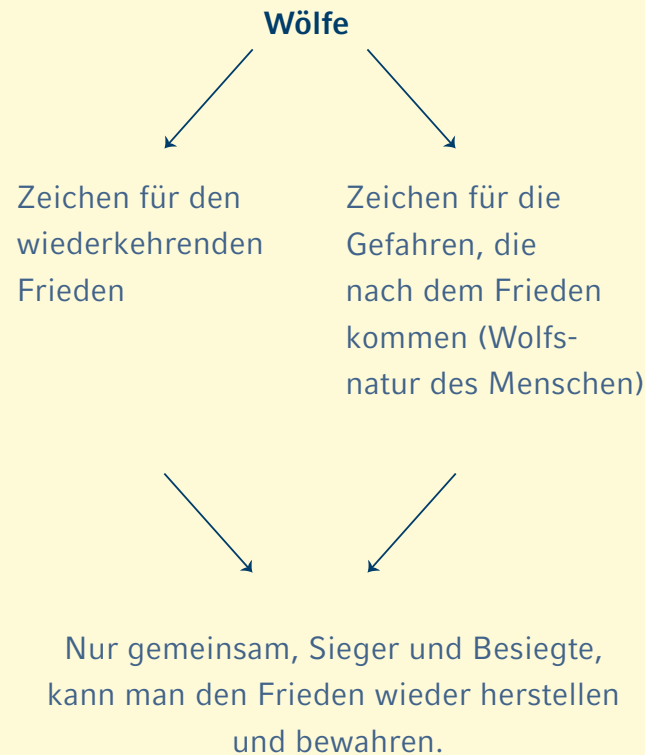 Wölfe
Zeichen für den
wiederkehrenden
Frieden
Zeichen für die
Gefahren, die
nach dem Frieden
kommen (Wolfs-
natur des Menschen)
Nur gemeinsam, Sieger und Besiegte,
kann man den Frieden wieder herstellen
und bewahren.